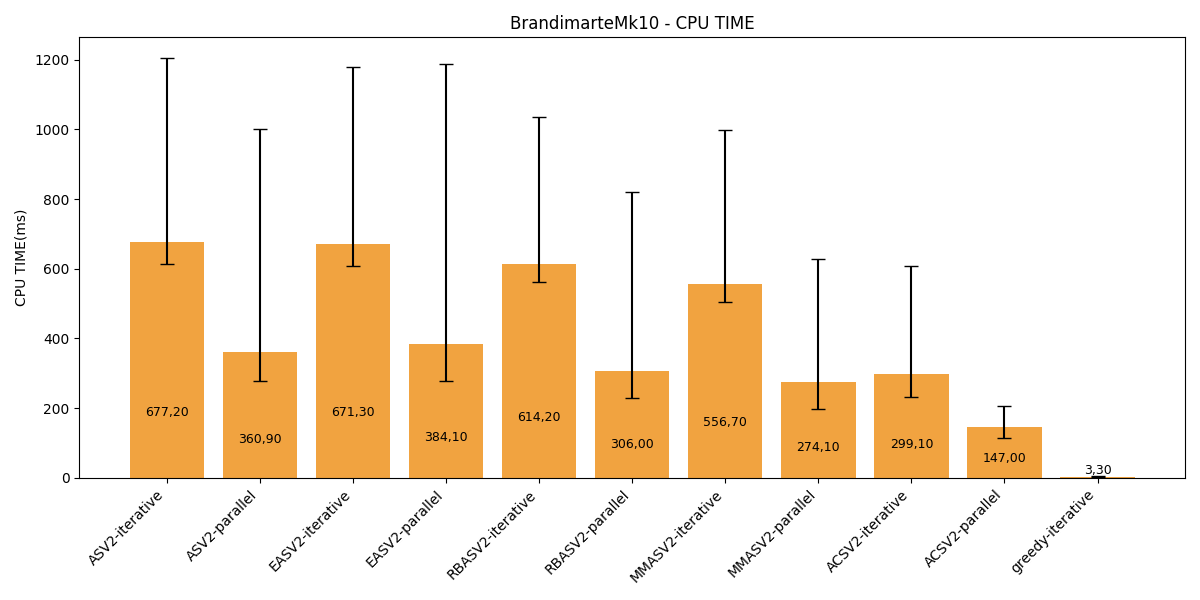 BrandimarteMk10 - CPU TIME
CPU TIME(ms)
1200
1000
800
600
400
200
0
677,20
360,90
671,30
384,10
614,20
306,00
556,70
274,10
299,10
147,00
3,30
ASV2-iterative
ASV2-parallel
EASV2-iterative
EASV2-parallel
RBASV2-iterative
RBASV2-parallel
MMASV2-iterative
MMASV2-parallel
ACSV2-iterative
ACSV2-parallel
greedy-iterative